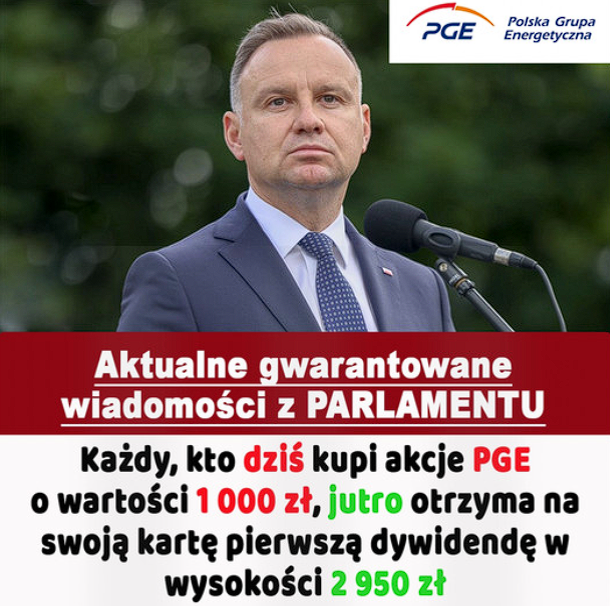 PGE
Polska Grupa
Energetyczna
Aktualne gwarantowane
wiadomości z PARLAMENTU
Każdy, kto dziś kupi akcje PGE
o wartości 1 000 zł, jutro otrzyma na
swoją kartę pierwszą dywidendę w
wysokości 2 950 zł